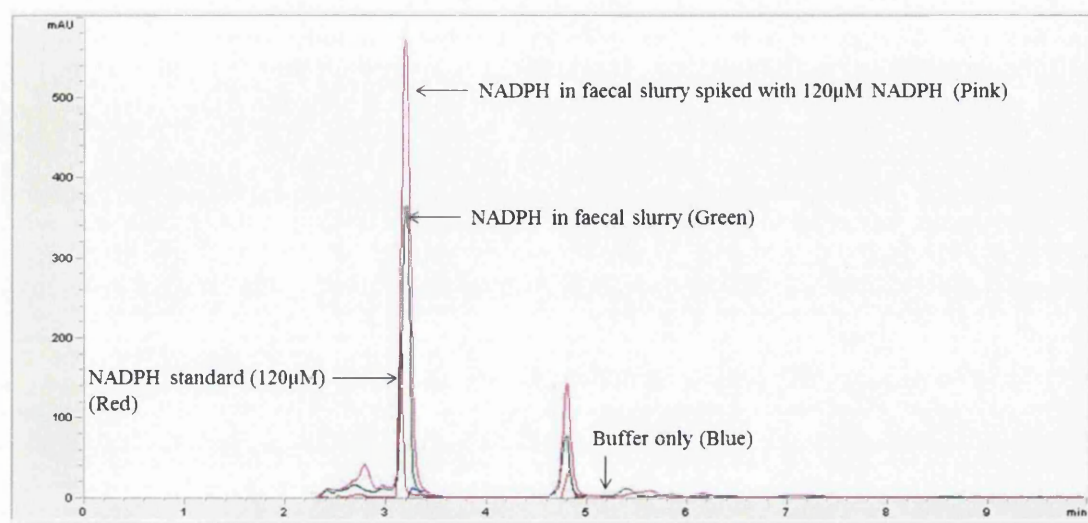 mAU
NADPH in faecal slurry spiked with 120µM NADPH (Pink)
500
400
NADPH in faecal slurry (Green)
300
200
NADPH standard (120µM)
(Red)
100
Buffer only (Blue)
0
0 1 2 3 4 5 6 7 8 9 min